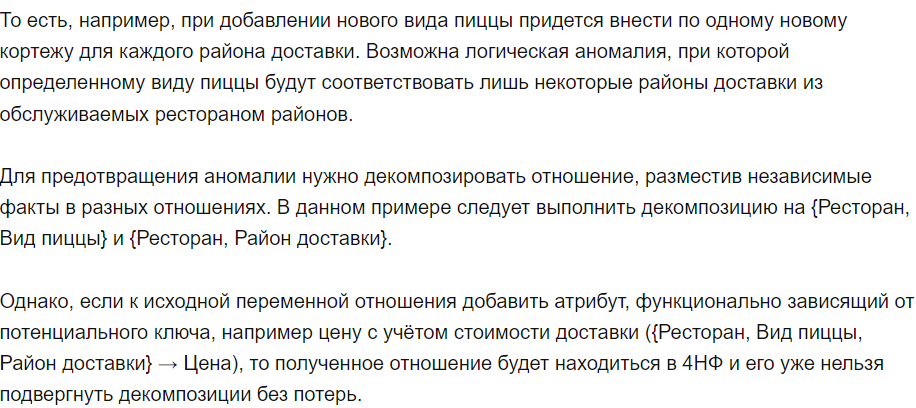 То есть, например, при добавлении нового вида пиццы придется внести по одному новому
кортежу для каждого района доставки. Возможна логическая аномалия, при которой
определенному виду пиццы будут соответствовать лишь некоторые районы доставки из
обслуживаемых рестораном районов.
Для предотвращения аномалии нужно декомпозировать отношение, разместив независимые
факты в разных отношениях. В данном примере следует выполнить декомпозицию на {Ресторан,
Вид пиццы} и {Ресторан, Район доставки}.
Однако, если к исходной переменной отношения добавить атрибут, функционально зависящий от
потенциального ключа, например цену с учётом стоимости доставки ({Ресторан, Вид пиццы,
Район доставки} → Цена), то полученное отношение будет находиться в 4НФ и его уже нельзя
подвергнуть декомпозиции без потерь.